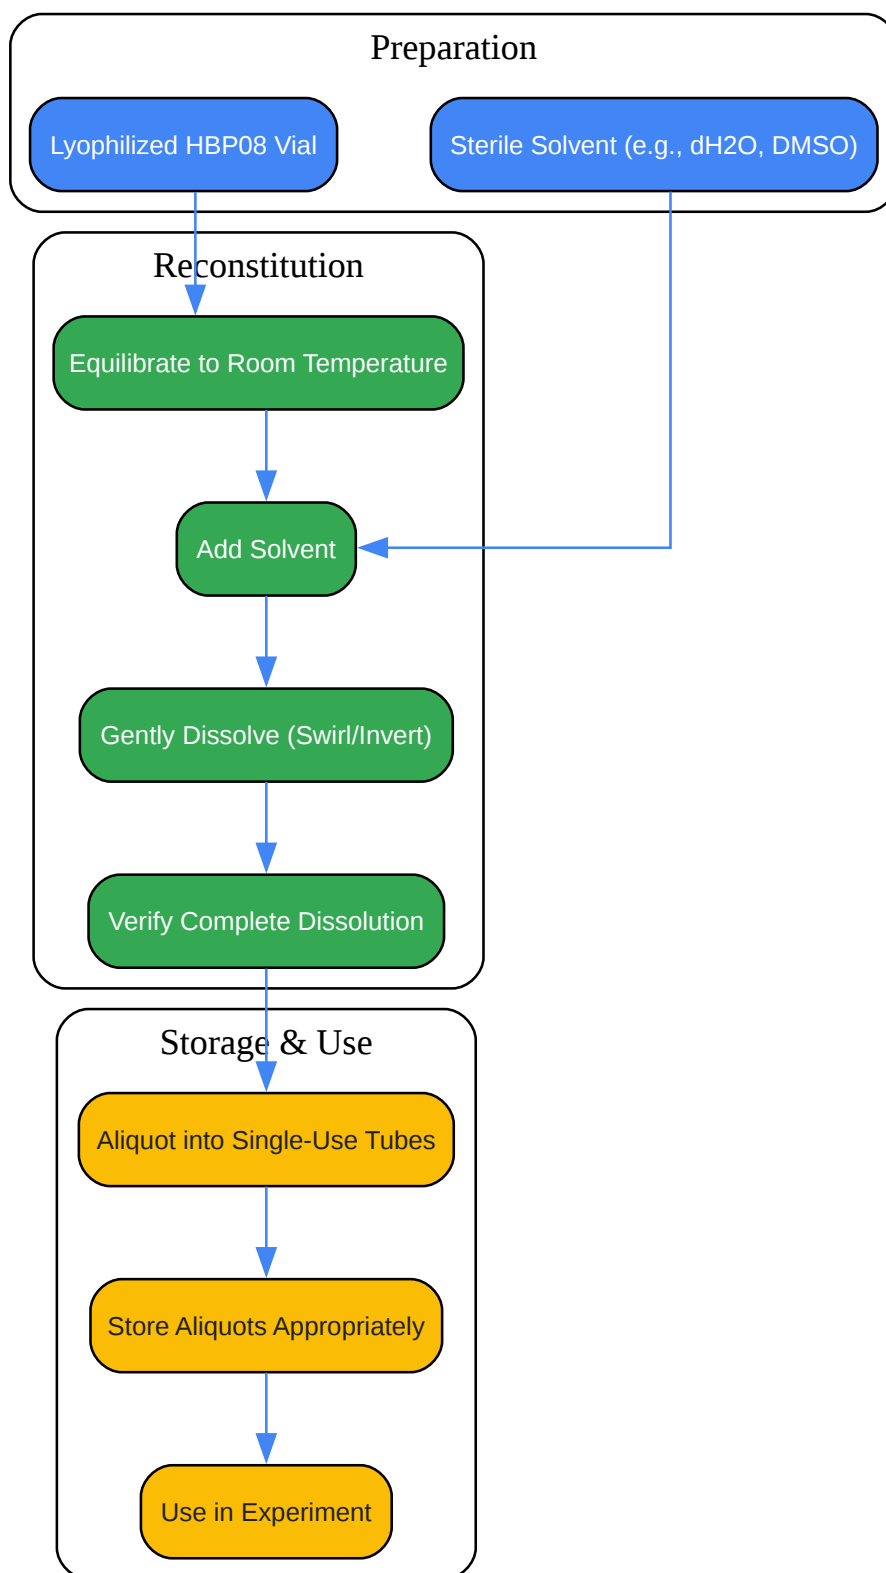 Preparation
Lyophilized HBP08 Vial
Sterile Solvent (e.g., dH2O, DMSO)
Reconstitution
Equilibrate to Room Temperature
Add Solvent
Gently Dissolve (Swirl/Invert)
Verify Complete Dissolution
Storage & Use
Aliquot into Single-Use Tubes
Store Aliquots Appropriately
Use in Experiment